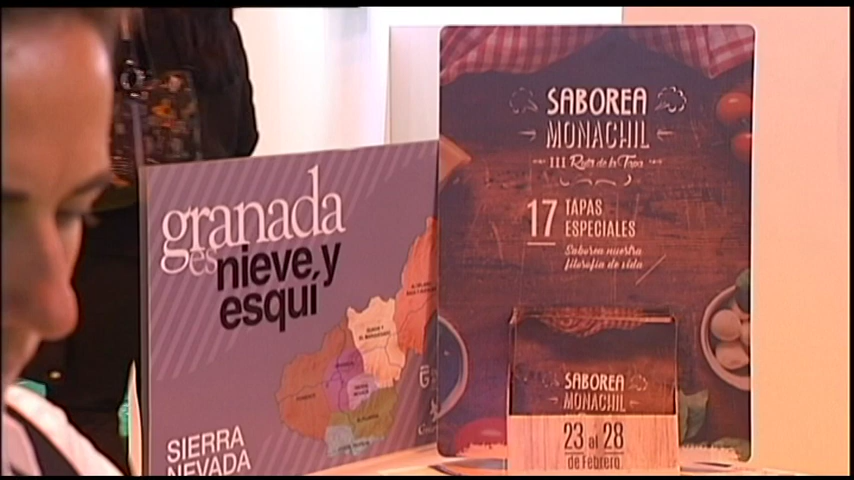 granada
es
nieve y
esquí
SIERRA
NEVADA
SABOREA
MONACHIL
III Ruta de la Tapa
17 TAPAS
ESPECIALES
Saborea nuestra
filosofía de vida
SABOREA
MONACHIL
23 al 28
de Febrero